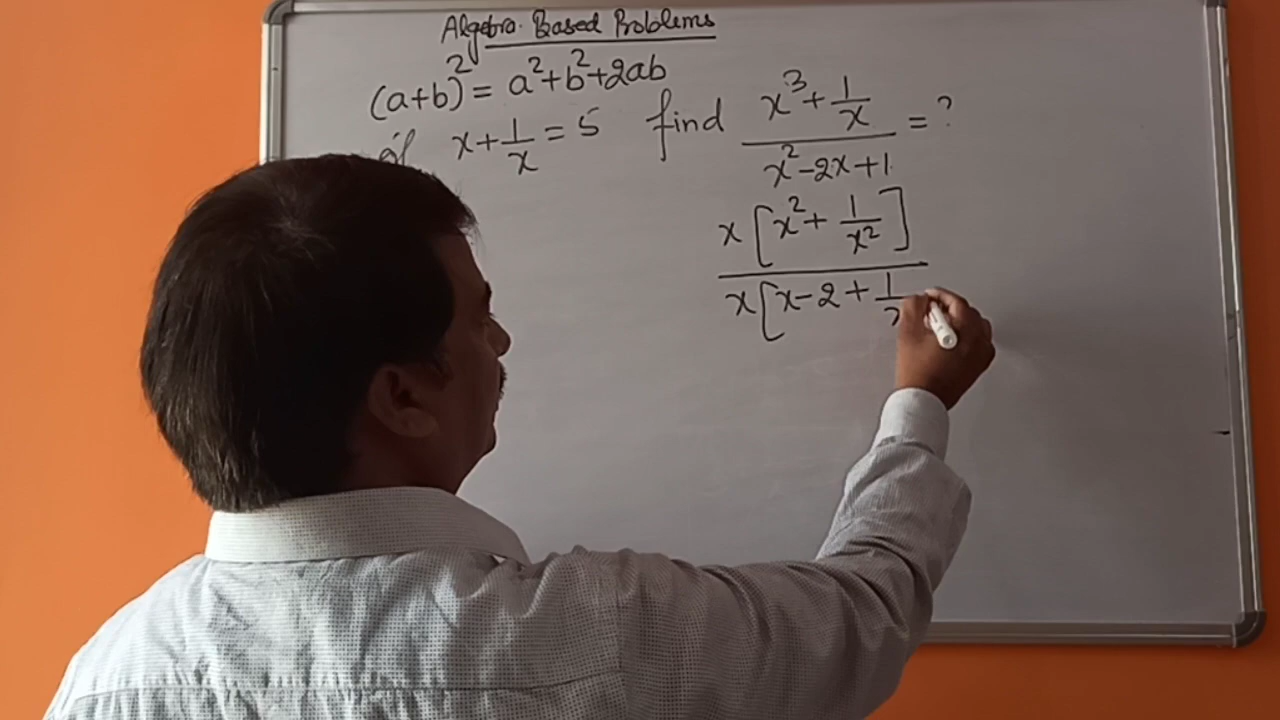 Algebra Based Problems
(a+b)² = a²+b²+2ab
if x+1/x = 5 find (x³+1/x)/(x²-2x+1) = ?
x[x²+1/x²]
x[x-2+1/